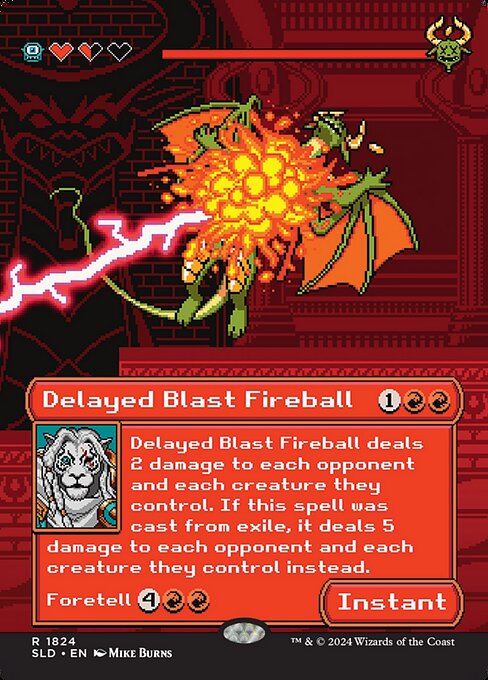 Delayed Blast Fireball 1
Delayed Blast Fireball deals
2 damage to each opponent
and each creature they
control. If this spell was
cast from exile, it deals 5
damage to each opponent and each
creature they control instead.
Foretell 4
Instant
R 1824
SLD • EN Mike Burns
™ & © 2024 Wizards of the Coast